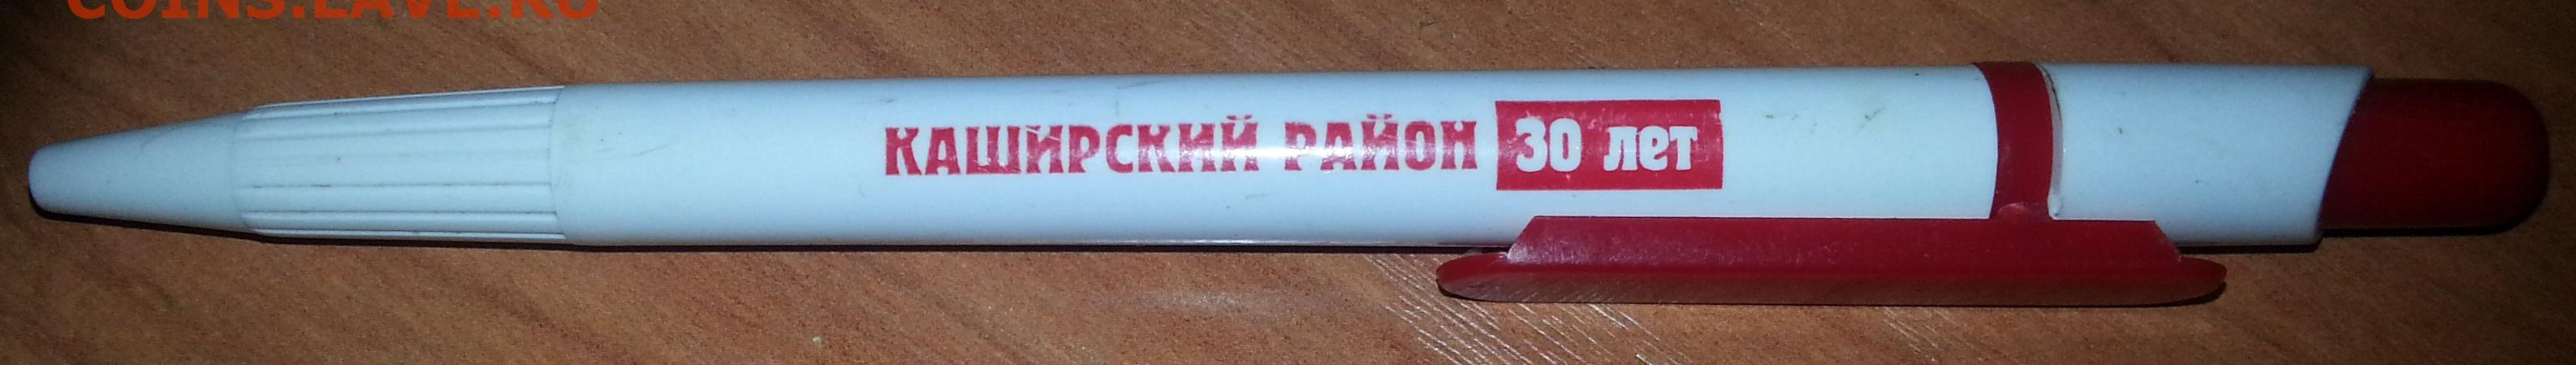 COINS.LAVE.RU
КАШИРСКИЙ РАЙОН 30 лет